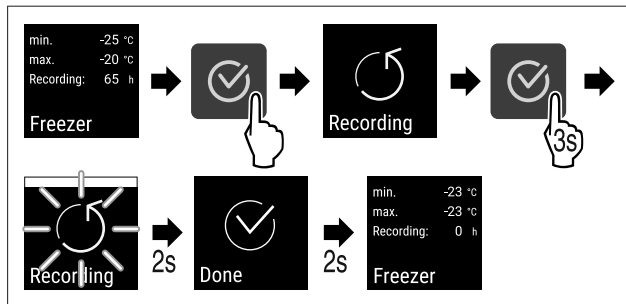 min. -25 °C
max. -20 °C
Recording: 65 h
Freezer
Recording
3s
Recording
2s
Done
2s
min. -23 °C
max. -23 °C
Recording: 0 h
Freezer